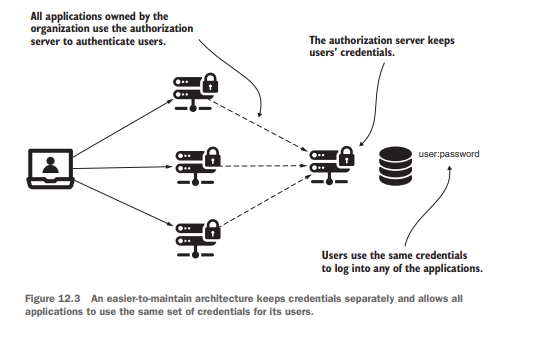 All applications owned by the
organization use the authorization
server to authenticate users.
The authorization server keeps
users' credentials.
user:password
Users use the same credentials
to log into any of the applications.
Figure 12.3 An easier-to-maintain architecture keeps credentials separately and allows all
applications to use the same set of credentials for its users.